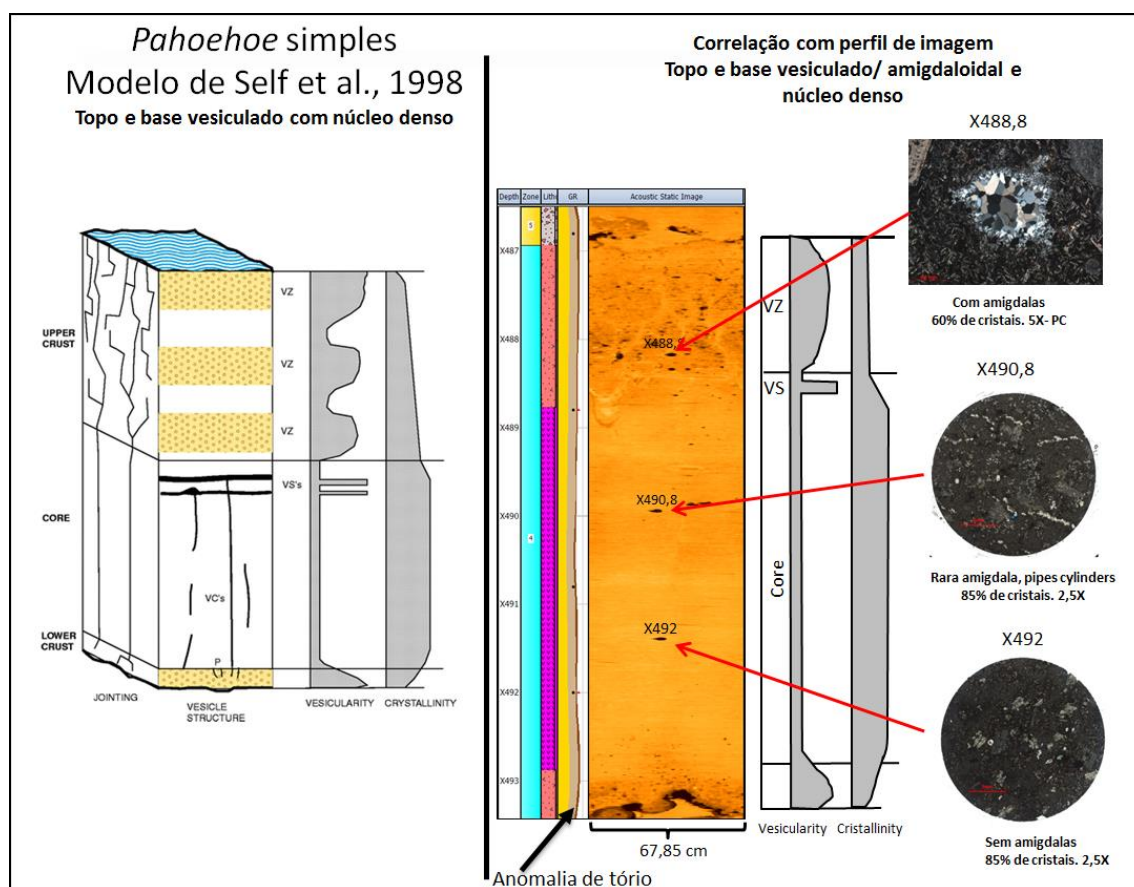 Pahoehoe simples
Modelo de Self et al., 1998
Topo e base vesiculado com núcleo denso
UPPER
CRUST
CORE
LOWER
CRUST
VZ
VZ
VZ
VS's
VC's
P
JOINTING
VESICLE
STRUCTURE
VESICULARITY
CRYSTALLINITY
Correlação com perfil de imagem
Topo e base vesiculado/ amigdaloidal e
núcleo denso
Depth
Zone
GR
Acoustic Static Image
5
4
X487
X488
X489
X490
X491
X492
X493
X490,8
X492
67,85 cm
Anomalia de tório
VZ
VS
Core
Vesicularity
Cristallinity
X488,8
Com amigdalas
60% de cristais. 5X- PC
X490,8
Rara amigdala, pipes cylinders
85% de cristais. 2,5X
X492
Sem amigdalas
85% de cristais. 2,5X